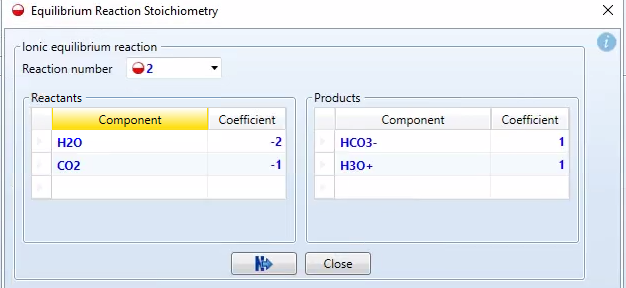 Equilibrium Reaction Stoichiometry
Ionic equilibrium reaction
Reaction number 2
Reactants Products
Component Coefficient Component Coefficient
H2O -2 HCO3- 1
CO2 -1 H3O+ 1
N Close